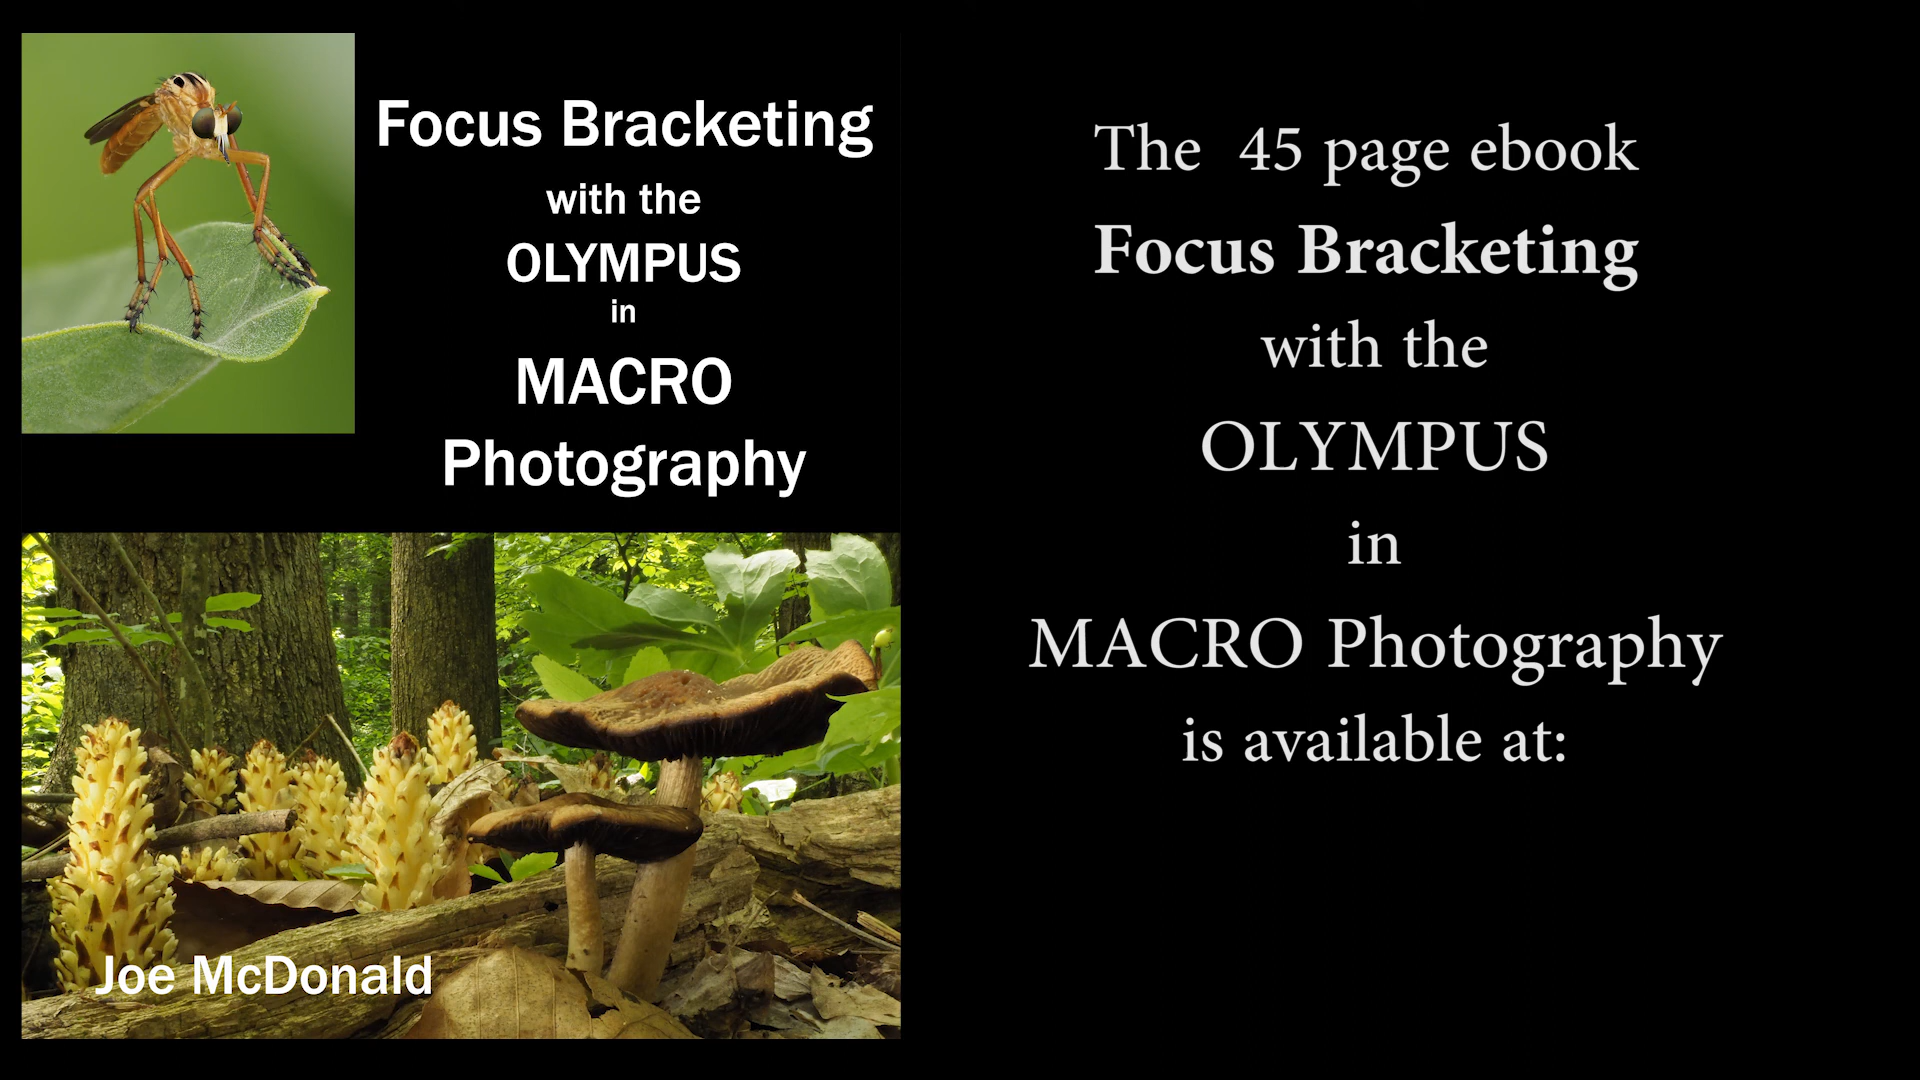 Focus Bracketing
with the
OLYMPUS
in
MACRO
Photography
Joe McDonald
The 45 page ebook
Focus Bracketing
with the
OLYMPUS
in
MACRO Photography
is available at: